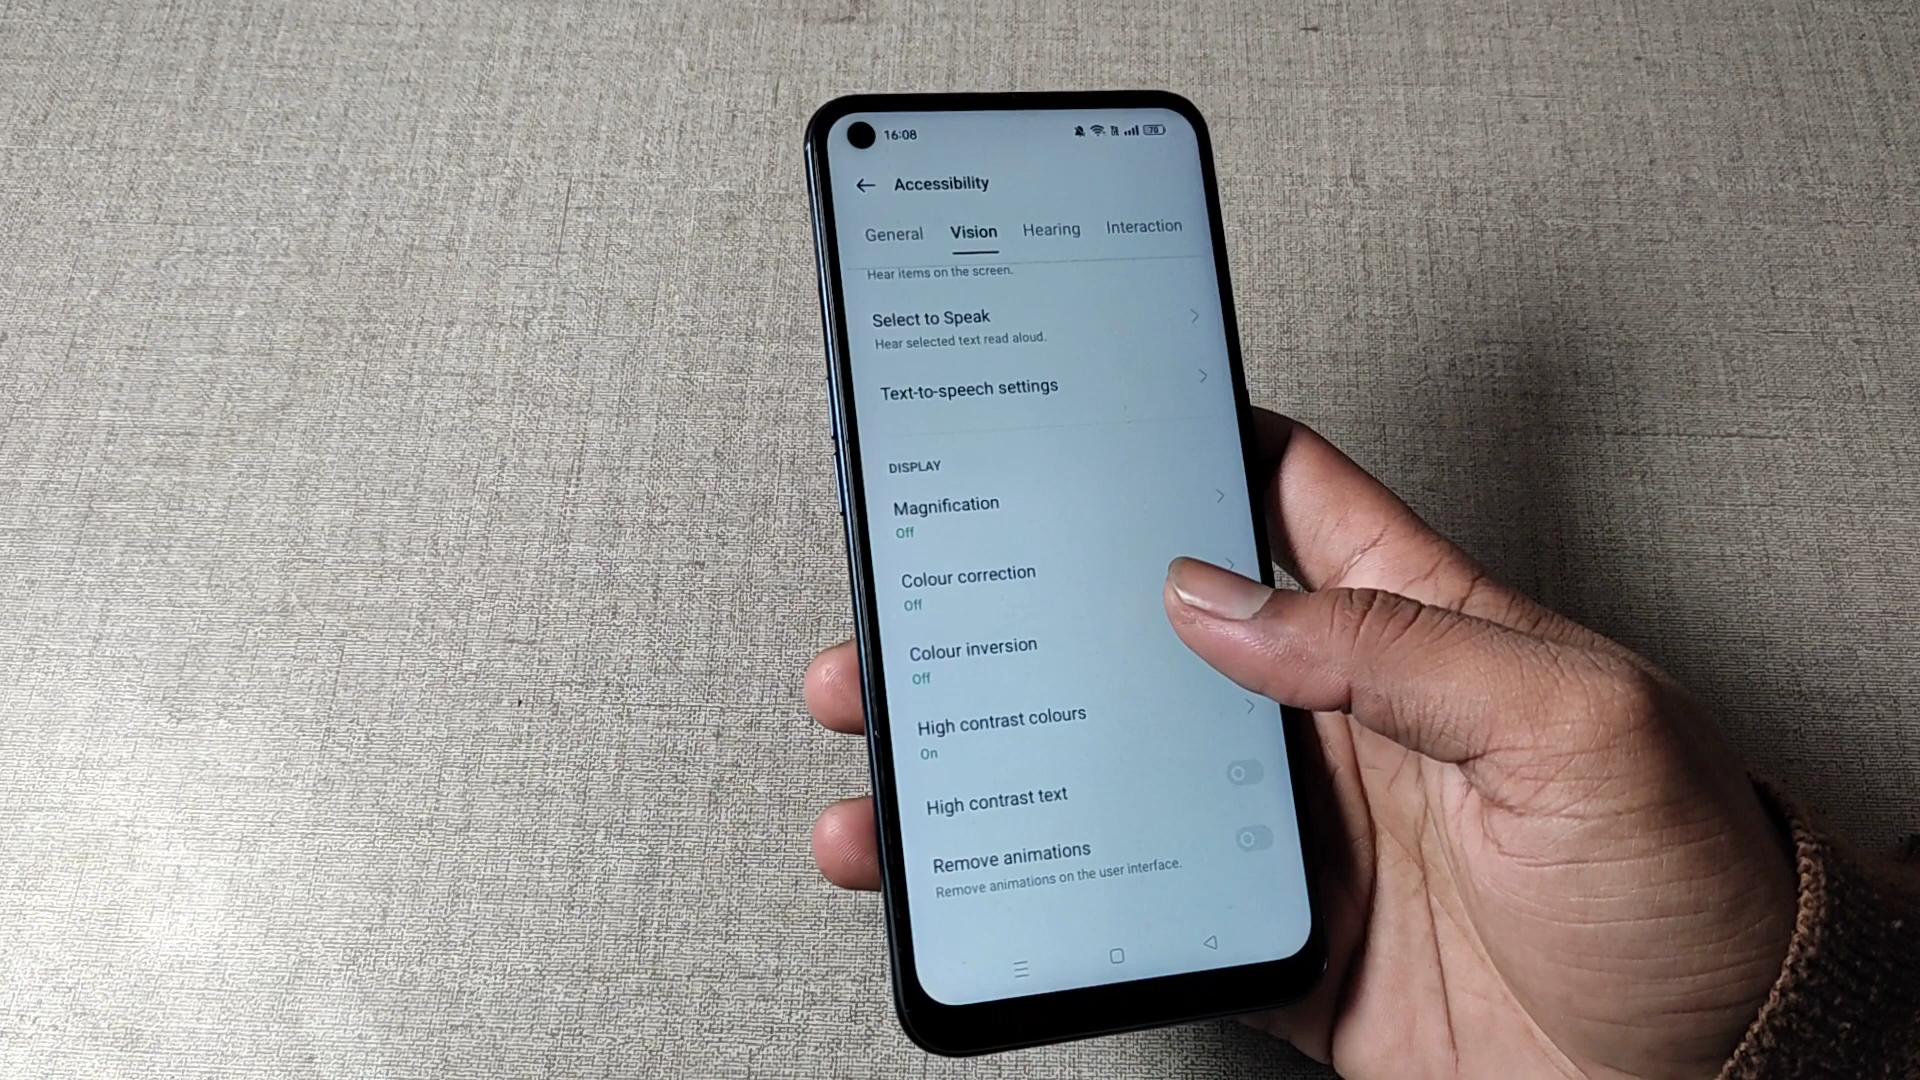 16:08
70
Accessibility
General Vision Hearing Interaction
Hear items on the screen.
Select to Speak
Hear selected text read aloud.
Text-to-speech settings
DISPLAY
Magnification
Off
Colour correction
Off
Colour inversion
Off
High contrast colours
On
High contrast text
Remove animations
Remove animations on the user interface.